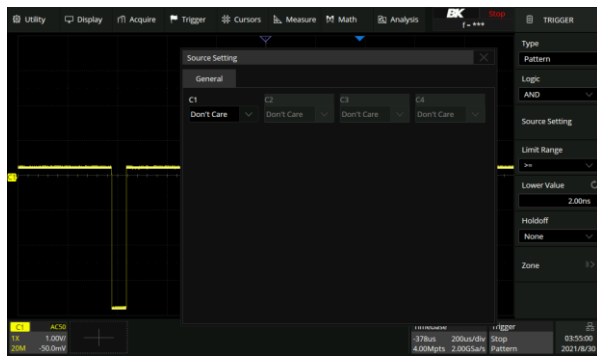 Utility Display Acquire Trigger Cursors Measure Math Analysis BK Stop f = *** TRIGGER
Source Setting
General
C1 C2 C3 C4
Don't Care Don't Care Don't Care Don't Care
Type
Pattern
Logic
AND
Source Setting
Limit Range
>=
Lower Value
2.00ns
Holdoff
None
Zone
C1
C1 AC50
1X 1.00V/
20M -50.0mV
Timebase
-378us 200us/div
4.00Mpts 2.00GSa/s
Trigger
Stop
Pattern
03:55:00
2021/8/30